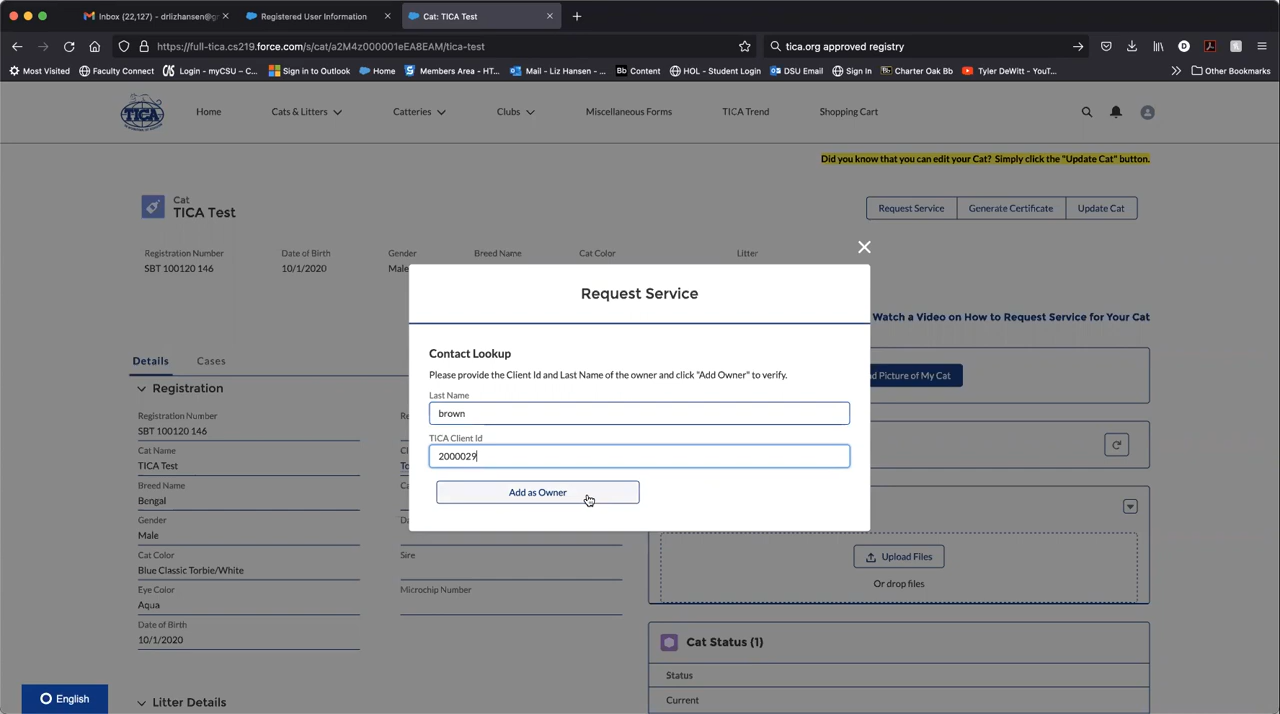 Inbox (22,127) - drlizhansen@gr
Registered User Information
Cat: TICA Test
https://full-tica.cs219.force.com/s/cat/a2M4z000001eEA8EAM/tica-test
tica.org approved registry
Most Visited
Faculty Connect
Login - myCSU – C...
Sign in to Outlook
Home
Members Area - HT...
Mail - Liz Hansen - ...
Bb Content
HOL - Student Login
DSU Email
Sign In
Charter Oak Bb
Tyler DeWitt - YouT...
Other Bookmarks
TICA
Home
Cats & Litters
Catteries
Clubs
Miscellaneous Forms
TICA Trend
Shopping Cart
Did you know that you can edit your Cat? Simply click the "Update Cat" button.
Cat
TICA Test
Request Service
Generate Certificate
Update Cat
Registration Number
Date of Birth
Gender
Breed Name
Cat Color
Litter
SBT 100120 146
10/1/2020
Male
Request Service
Watch a Video on How to Request Service for Your Cat
Contact Lookup
Please provide the Client Id and Last Name of the owner and click "Add Owner" to verify.
Last Name
brown
TICA Client Id
2000029
Add as Owner
Details
Cases
Registration
Registration Number
SBT 100120 146
Cat Name
TICA Test
Breed Name
Bengal
Gender
Male
Cat Color
Blue Classic Torbie/White
Eye Color
Aqua
Date of Birth
10/1/2020
Sire
Microchip Number
d Picture of My Cat
Upload Files
Or drop files
Cat Status (1)
Status
Current
English
Litter Details